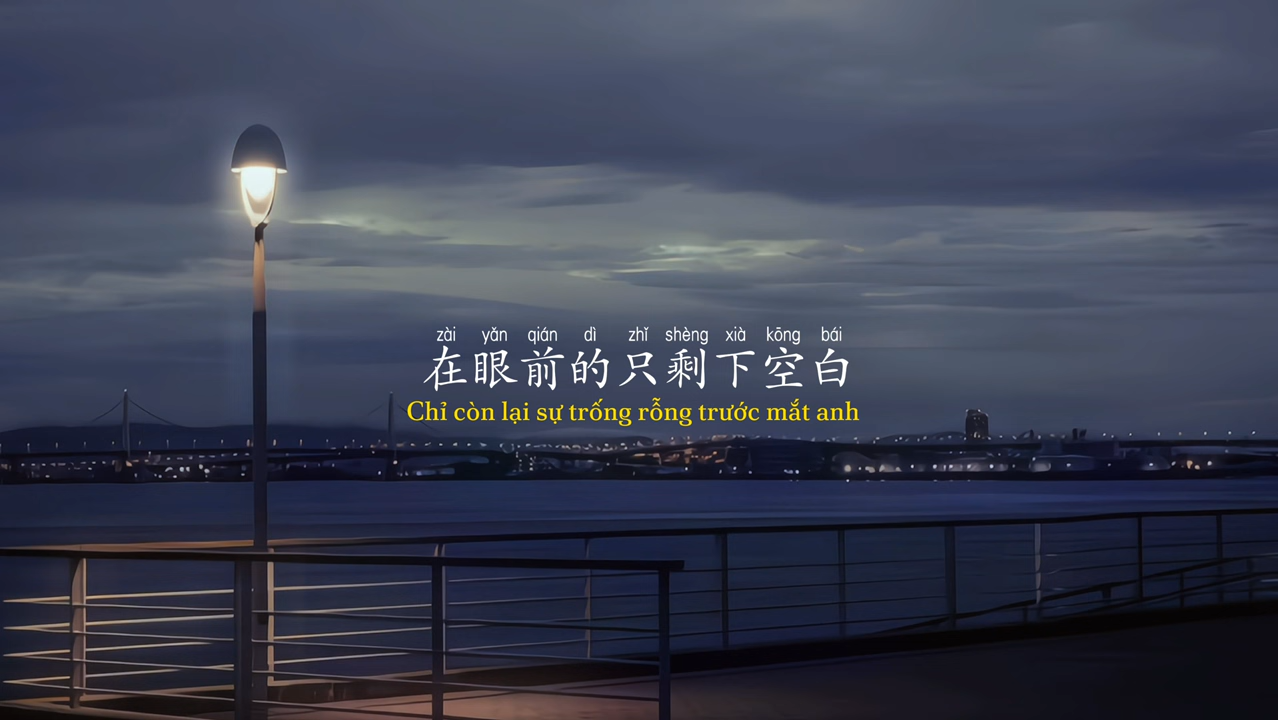 zài yǎn qián dì zhǐ shèng xià kōng bái
在眼前的只剩下空白
Chỉ còn lại sự trống rỗng trước mắt anh